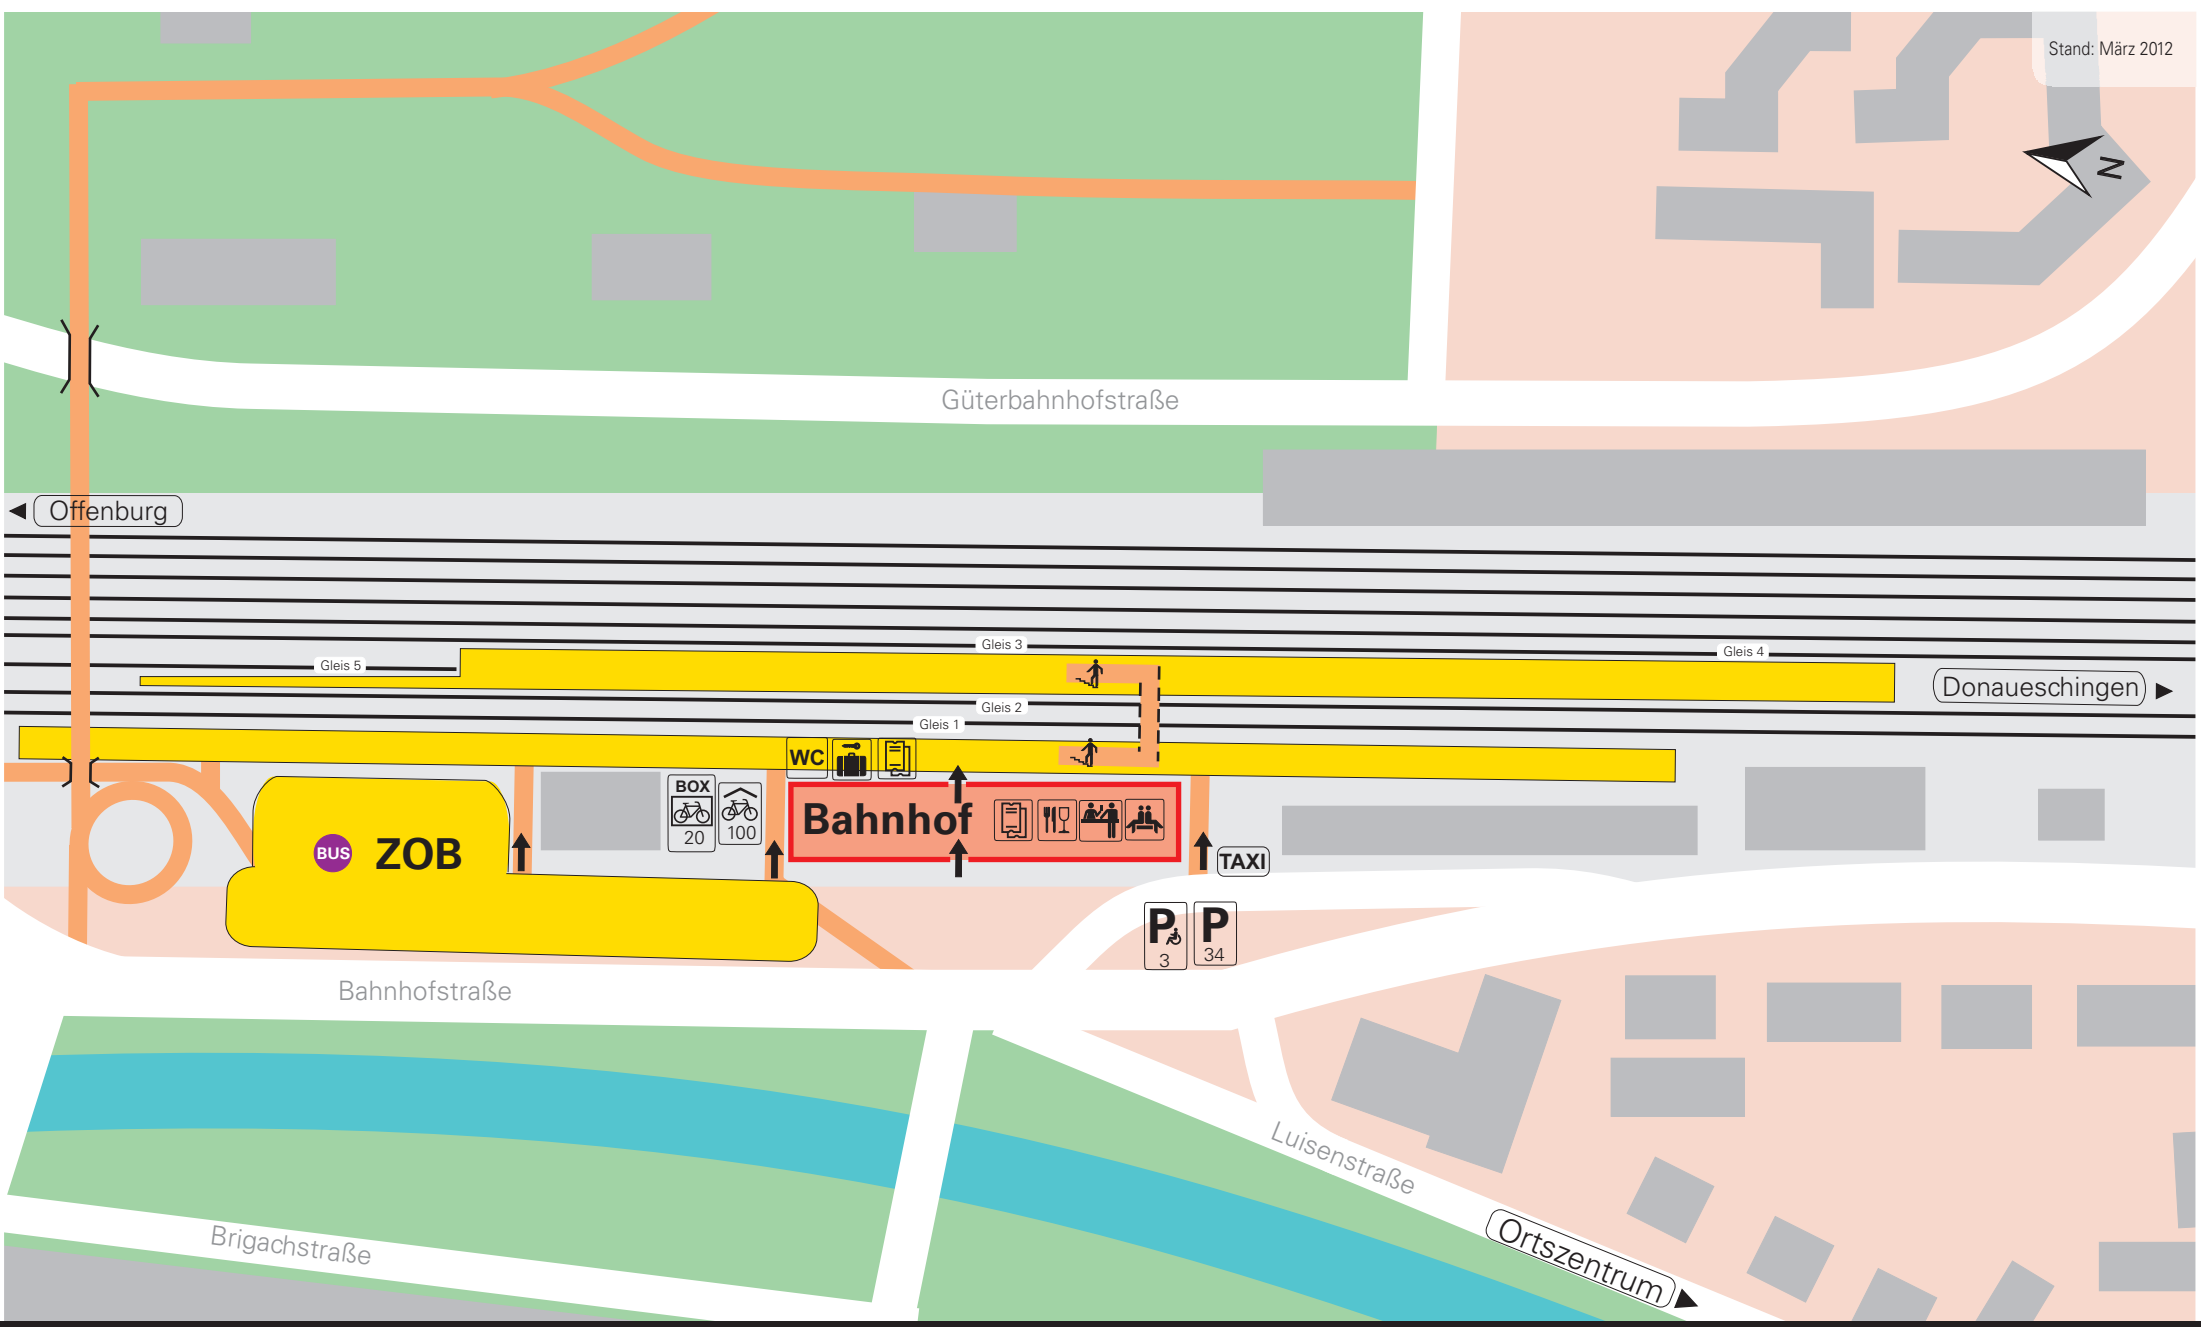 Stand: März 2012
N
Güterbahnhofstraße
Offenburg
Gleis 3
Gleis 4
Gleis 5
Donaueschingen
Gleis 2
Gleis 1
WC
BOX
20
100
Bahnhof
BUS
ZOB
TAXI
P
3
P
34
Bahnhofstraße
Luisenstraße
Brigachstraße
Ortszentrum